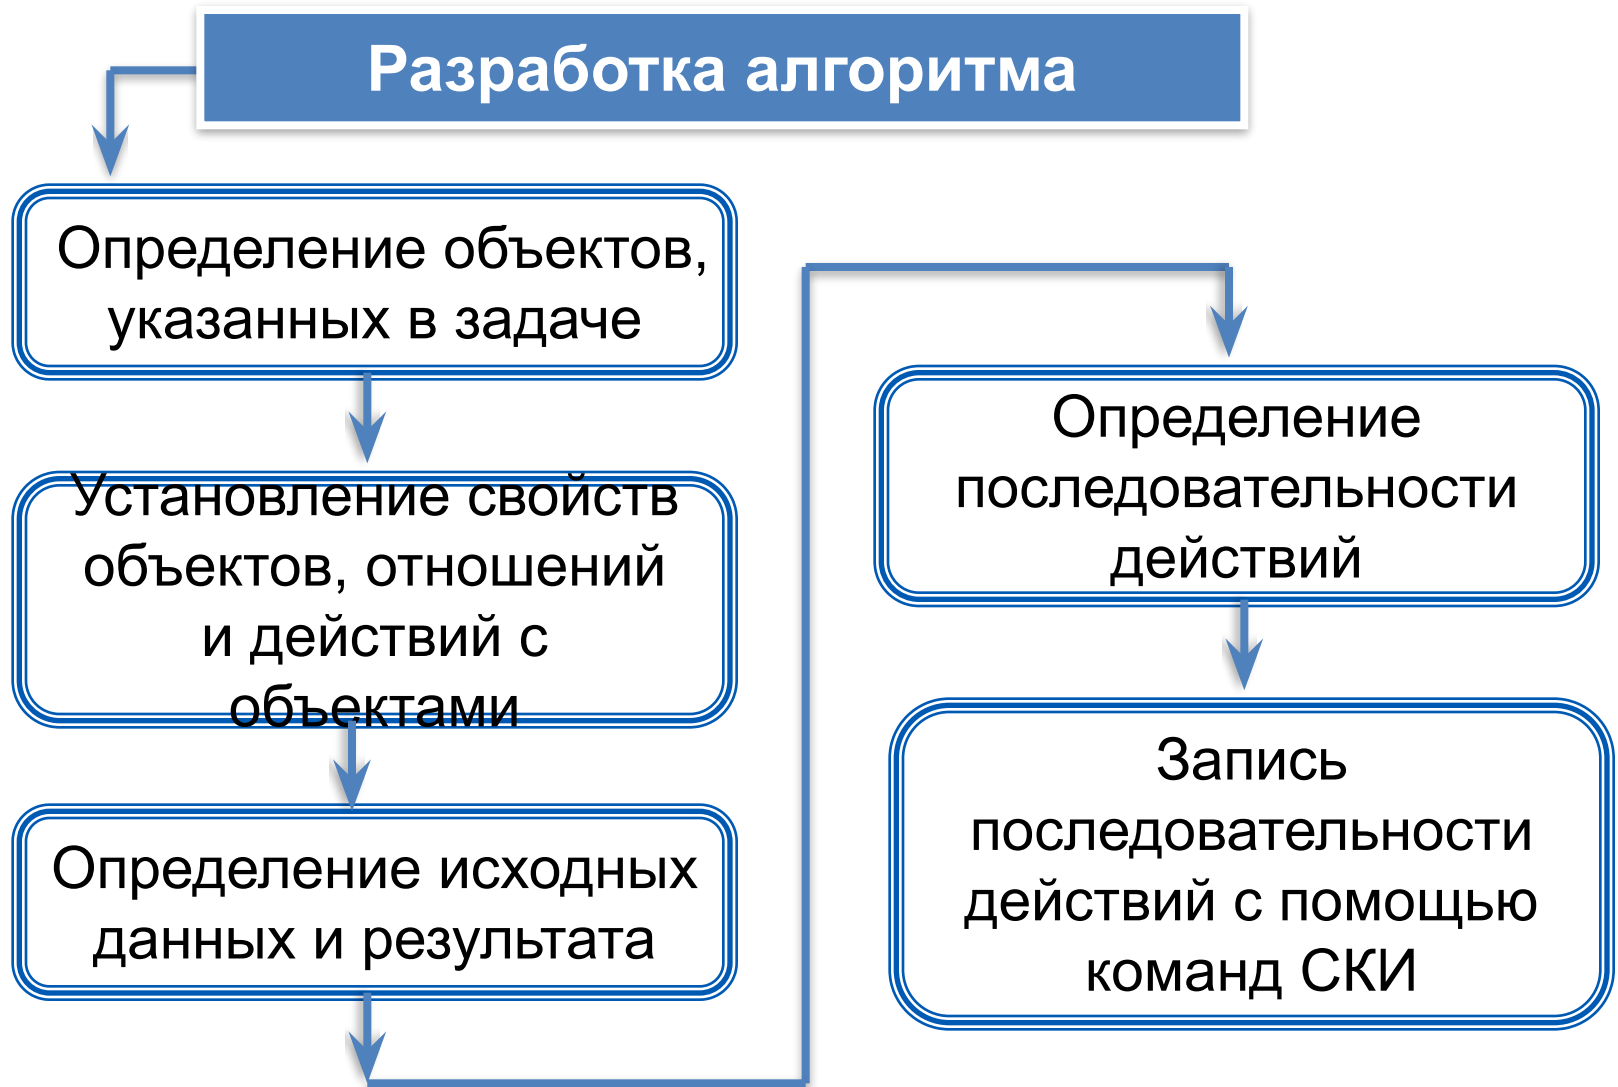 Разработка алгоритма
Определение объектов,
указанных в задаче
Установление свойств
объектов, отношений
и действий с
объектами
Определение исходных
данных и результата
Определение
последовательности
действий
Запись
последовательности
действий с помощью
команд СКИ